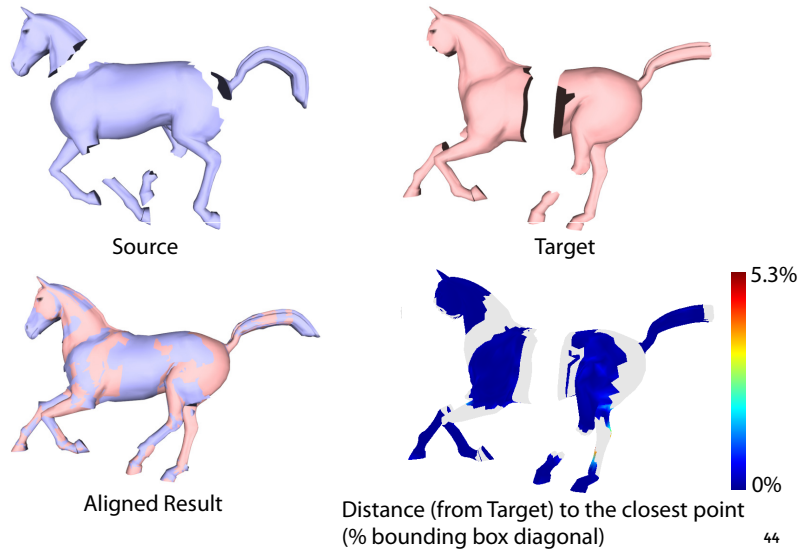 Source
Target
5.3%
0%
Aligned Result
Distance (from Target) to the closest point
(% bounding box diagonal)
44